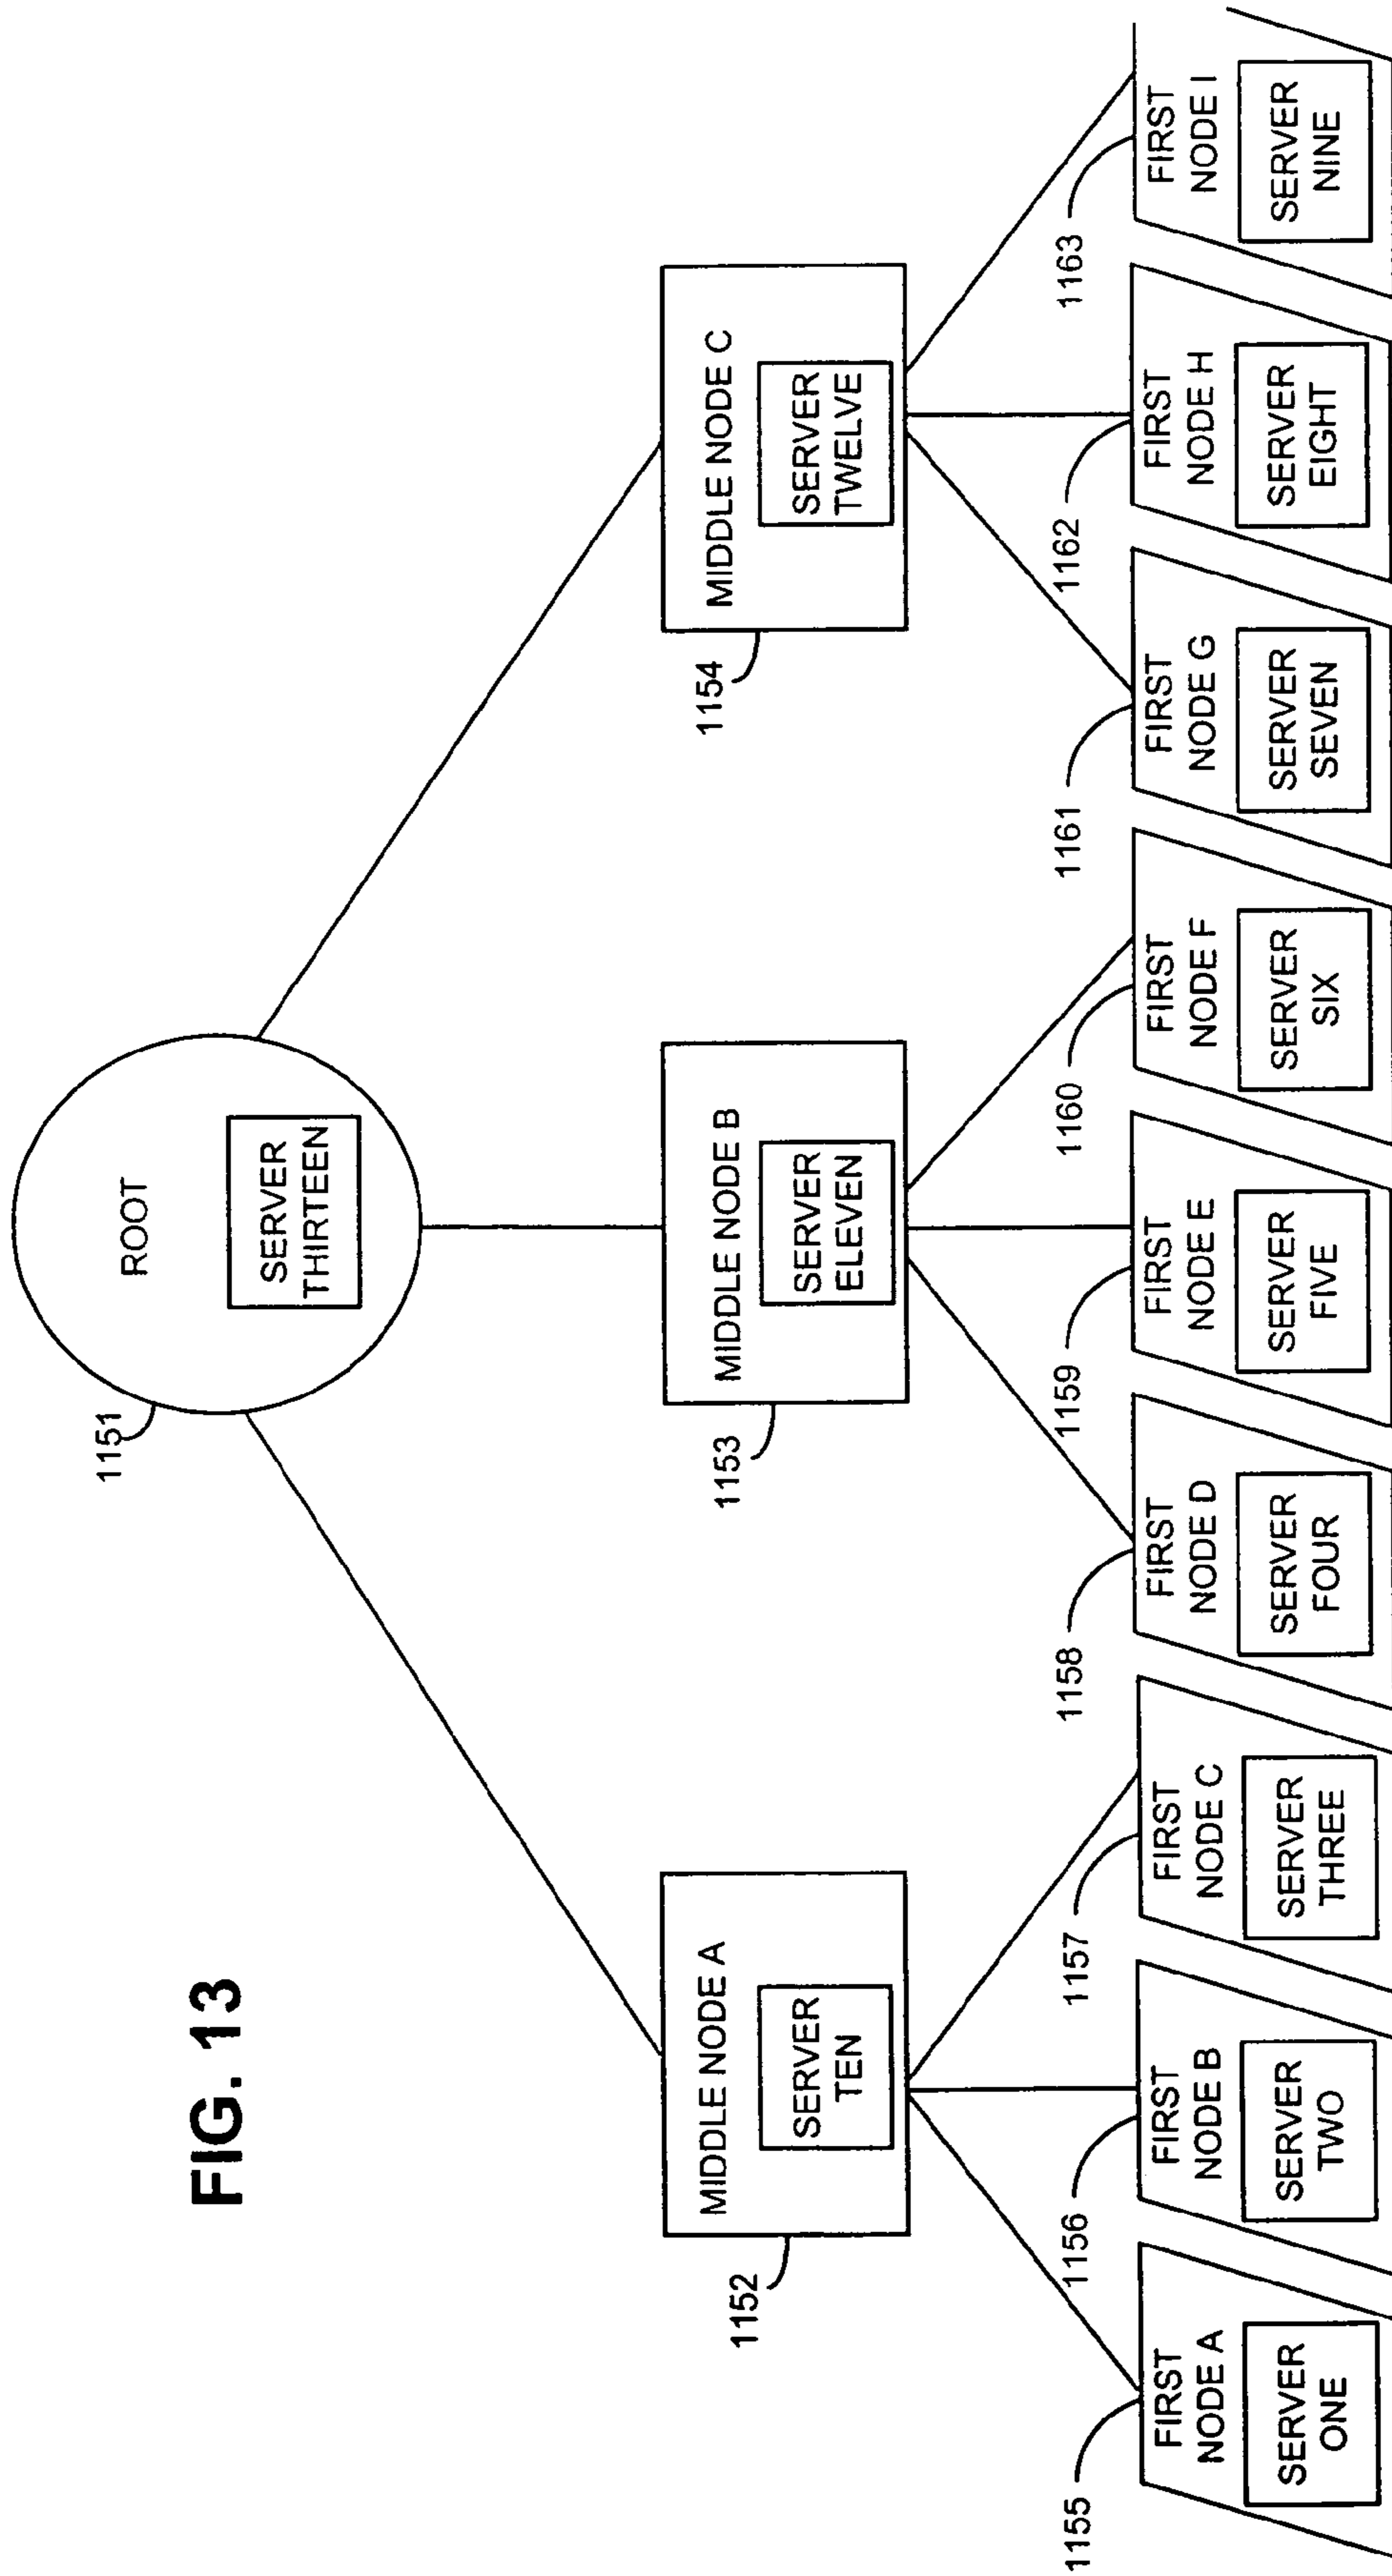 FIG. 13
1151
ROOT
SERVER
THIRTEEN
1152
MIDDLE NODE A
SERVER
TEN
1153
MIDDLE NODE B
SERVER
ELEVEN
1154
MIDDLE NODE C
SERVER
TWELVE
1155
FIRST
NODE A
SERVER
ONE
1156
FIRST
NODE B
SERVER
TWO
1157
FIRST
NODE C
SERVER
THREE
1158
FIRST
NODE D
SERVER
FOUR
1159
FIRST
NODE E
SERVER
FIVE
1160
FIRST
NODE F
SERVER
SIX
1161
FIRST
NODE G
SERVER
SEVEN
1162
FIRST
NODE H
SERVER
EIGHT
1163
FIRST
NODE I
SERVER
NINE